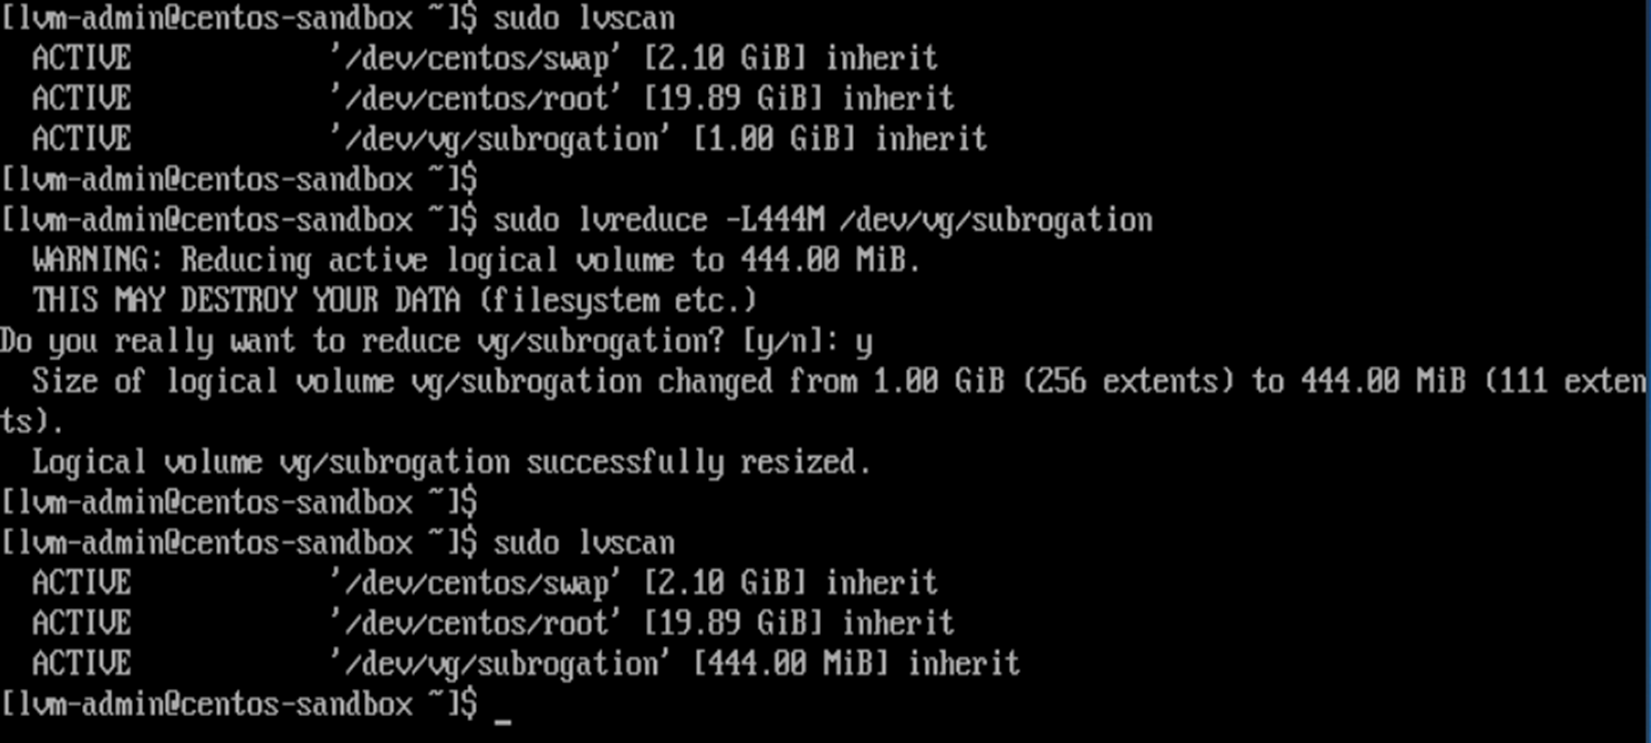 [lvm-admin@centos-sandbox ~]$ sudo lvscan
  ACTIVE            '/dev/centos/swap' [2.10 GiB] inherit
  ACTIVE            '/dev/centos/root' [19.89 GiB] inherit
  ACTIVE            '/dev/vg/subrogation' [1.00 GiB] inherit
[lvm-admin@centos-sandbox ~]$
[lvm-admin@centos-sandbox ~]$ sudo lvreduce -L444M /dev/vg/subrogation
  WARNING: Reducing active logical volume to 444.00 MiB.
  THIS MAY DESTROY YOUR DATA (filesystem etc.)
Do you really want to reduce vg/subrogation? [y/n]: y
  Size of logical volume vg/subrogation changed from 1.00 GiB (256 extents) to 444.00 MiB (111 exten
ts).
  Logical volume vg/subrogation successfully resized.
[lvm-admin@centos-sandbox ~]$
[lvm-admin@centos-sandbox ~]$ sudo lvscan
  ACTIVE            '/dev/centos/swap' [2.10 GiB] inherit
  ACTIVE            '/dev/centos/root' [19.89 GiB] inherit
  ACTIVE            '/dev/vg/subrogation' [444.00 MiB] inherit
[lvm-admin@centos-sandbox ~]$ _